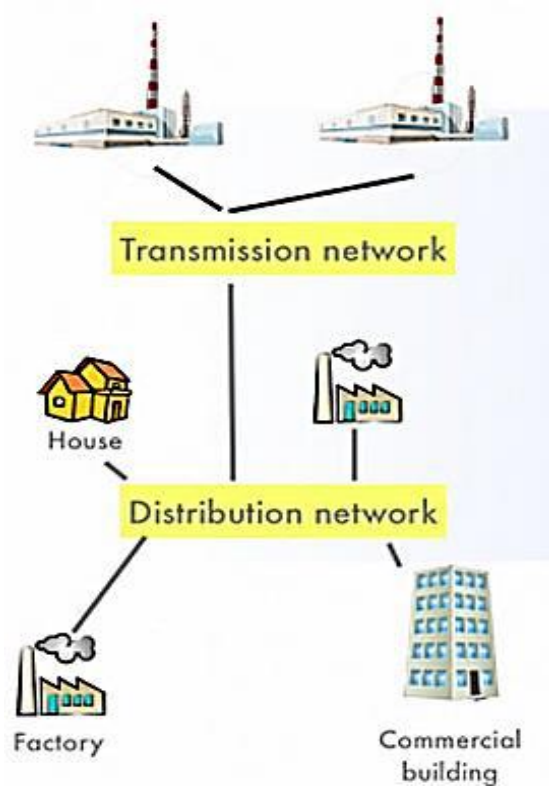 Transmission network
House
Distribution network
Factory
Commercial
building